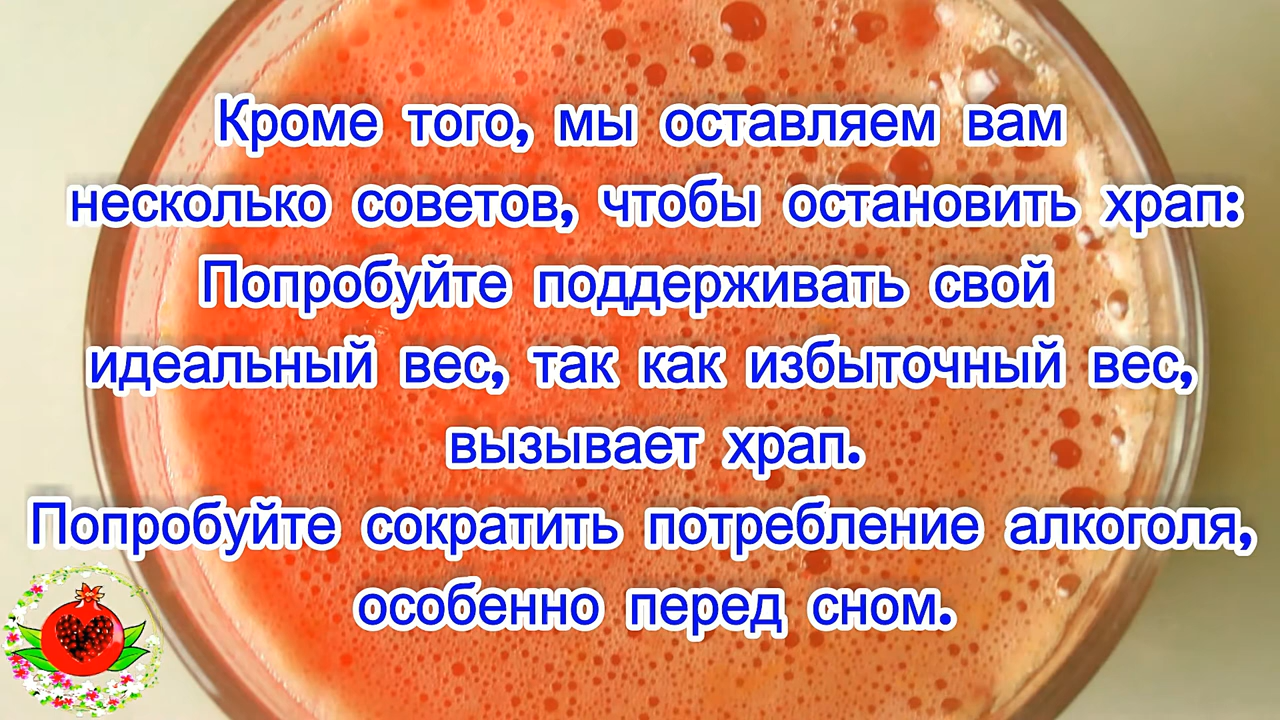 Кроме того, мы оставляем вам
несколько советов, чтобы остановить храп:
Попробуйте поддерживать свой
идеальный вес, так как избыточный вес,
вызывает храп.
Попробуйте сократить потребление алкоголя,
особенно перед сном.